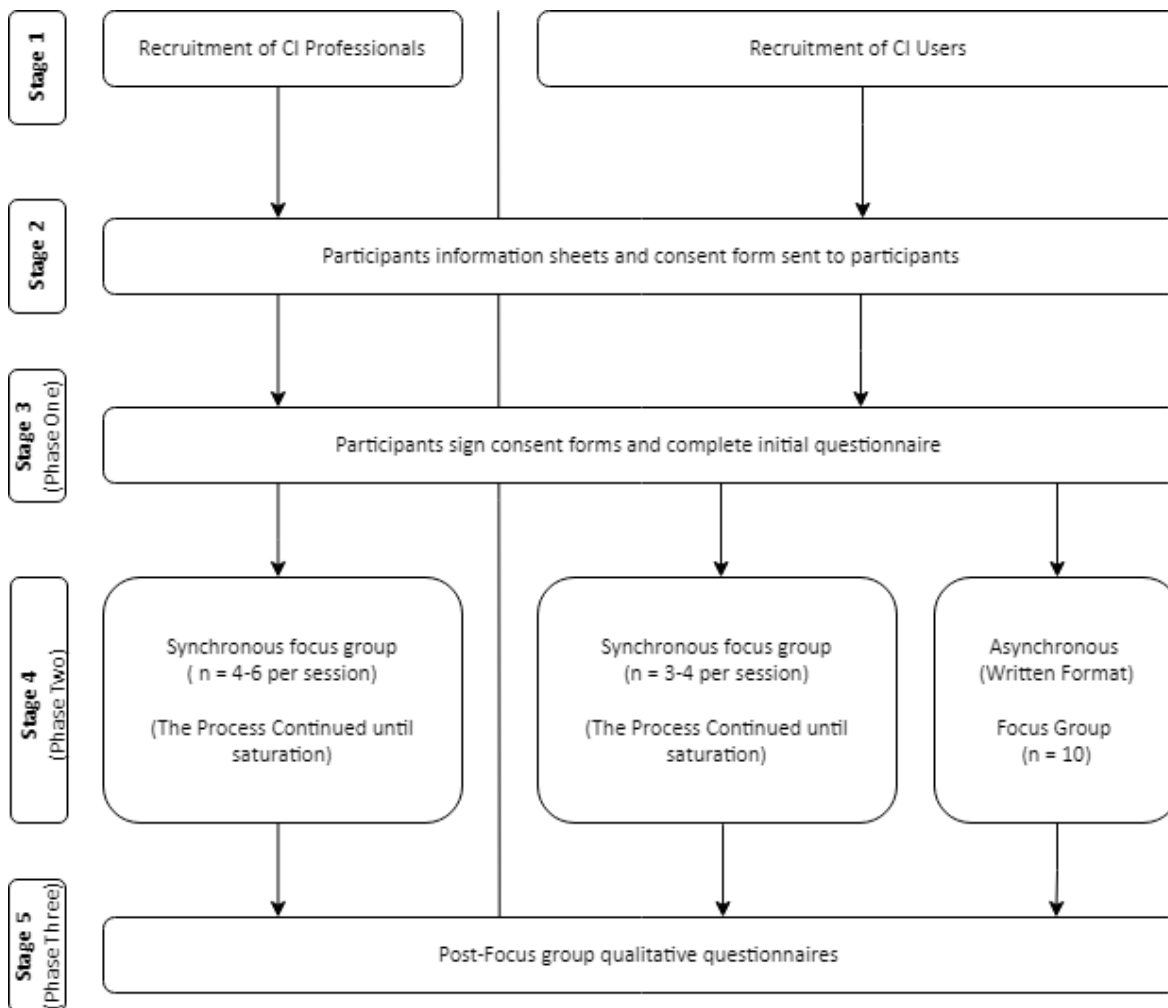 Stage 1
Recruitment of CI Professionals
Recruitment of CI Users
Stage 2
Participants information sheets and consent form sent to participants
Stage 3
(Phase One)
Participants sign consent forms and complete initial questionnaire
Stage 4
(Phase Two)
Synchronous focus group
( n = 4-6 per session)
(The Process Continued until
saturation)
Synchronous focus group
(n = 3-4 per session)
(The Process Continued until
saturation)
Asynchronous
(Written Format)
Focus Group
(n = 10)
Stage 5
(Phase Three)
Post-Focus group qualitative questionnaires